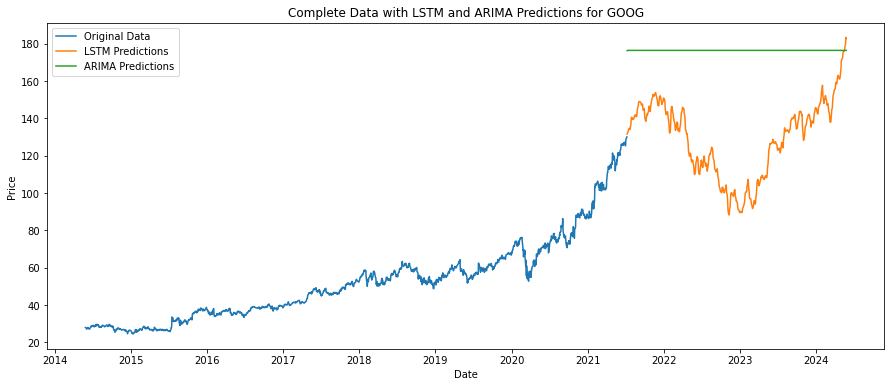 Complete Data with LSTM and ARIMA Predictions for GOOG
Original Data
LSTM Predictions
ARIMA Predictions
Price
180
160
140
120
100
80
60
40
20
2014 2015 2016 2017 2018 2019 2020 2021 2022 2023 2024
Date